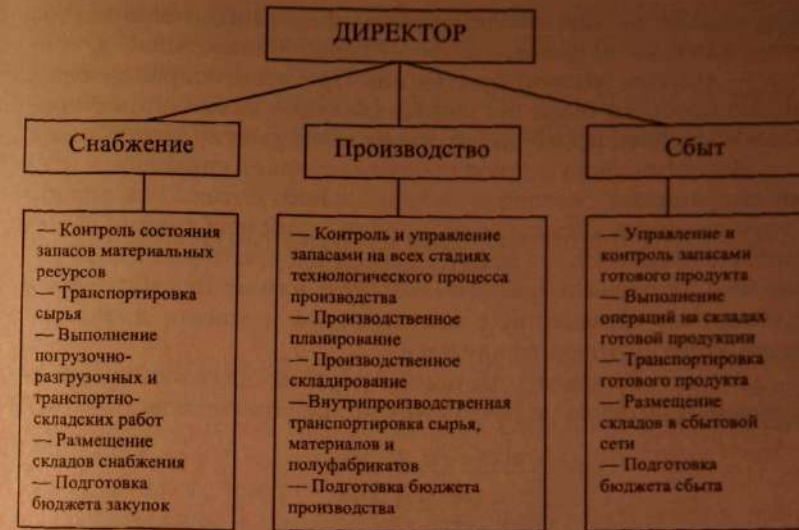 ДИРЕКТОР
Снабжение
— Контроль состояния
запасов материальных
ресурсов
— Транспортировка
сырья
— Выполнение
погрузочно-
разгрузочных и
транспортно-
складских работ
— Размещение
складов снабжения
— Подготовка
бюджета закупок
Производство
— Контроль и управление
запасами на всех стадиях
технологического процесса
производства
— Производственное
планирование
— Производственное
складирование
—Внутрипроизводственная
транспортировка сырья,
материалов и
полуфабрикатов
— Подготовка бюджета
производства
Сбыт
— Управление и
контроль запасами
готового продукта
— Выполнение
операций на складах
готовой продукции
— Транспортировка
готового продукта
— Размещение
складов в сбытовой
сети
— Подготовка
бюджета сбыта